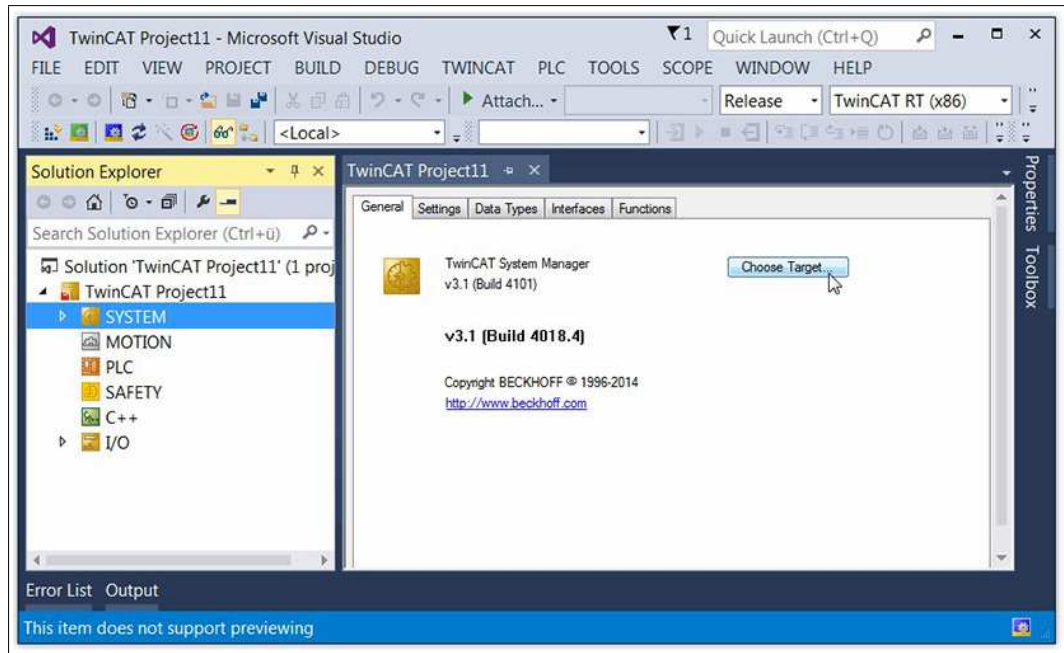 TwinCAT Project11 - Microsoft Visual Studio
1
Quick Launch (Ctrl+Q)
FILE EDIT VIEW PROJECT BUILD DEBUG TWINCAT PLC TOOLS SCOPE WINDOW HELP
Attach... Release TwinCAT RT (x86)
<Local>
Solution Explorer
Search Solution Explorer (Ctrl+ü)
Solution 'TwinCAT Project11' (1 proj
TwinCAT Project11
SYSTEM
MOTION
PLC
SAFETY
C++
I/O
TwinCAT Project11
General Settings Data Types Interfaces Functions
TwinCAT System Manager
v3.1 (Build 4101)
Choose Target...
v3.1 (Build 4018.4)
Copyright BECKHOFF © 1996-2014
http://www.beckhoff.com
Properties
Toolbox
Error List Output
This item does not support previewing